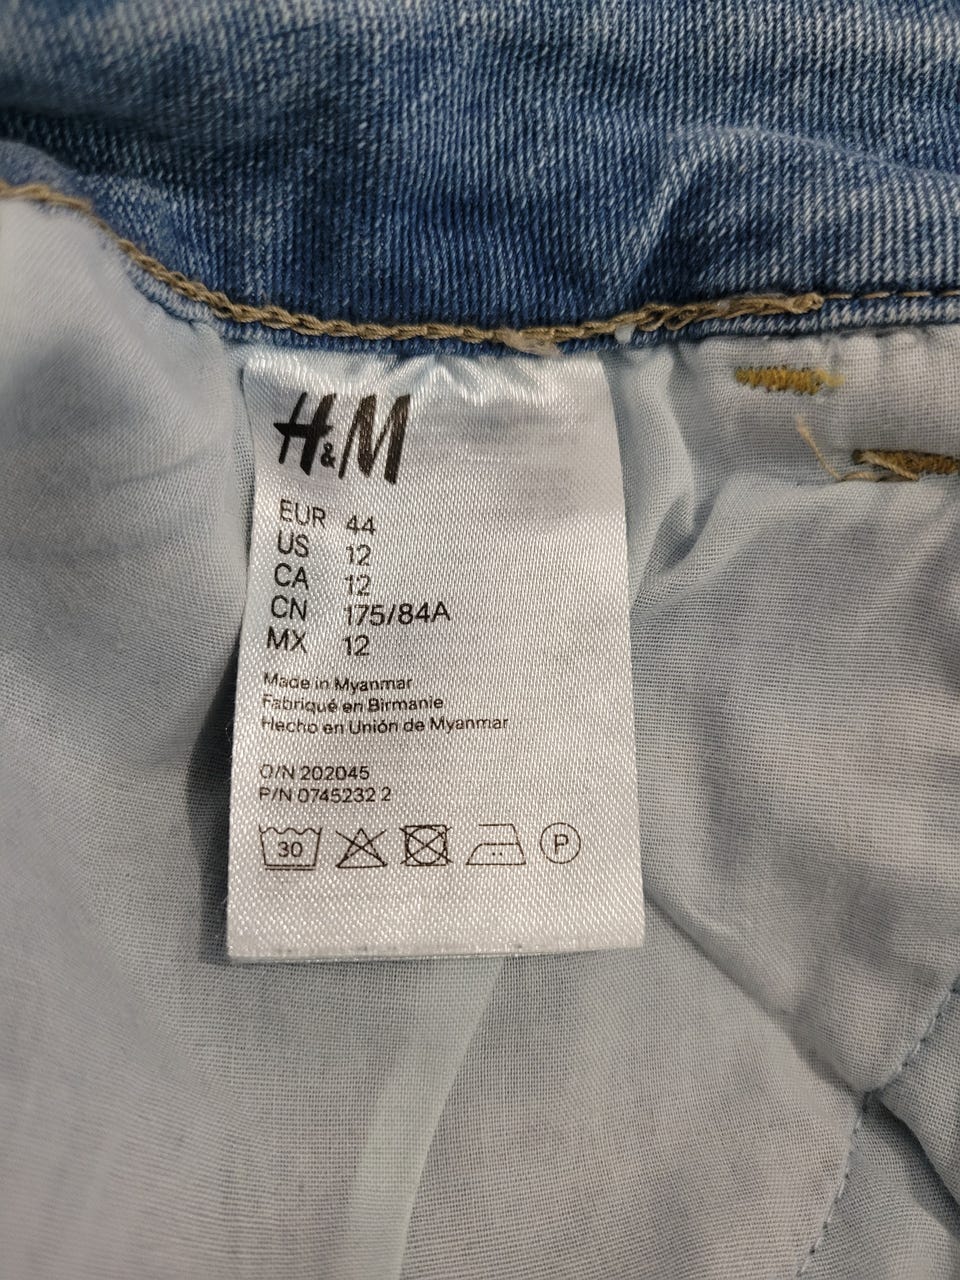 H&M
EUR 44
US 12
CA 12
CN 175/84A
MX 12
Made in Myanmar
Fabriqué en Birmanie
Hecho en Unión de Myanmar
O/N 202045
P/N 0745232 2
30 P